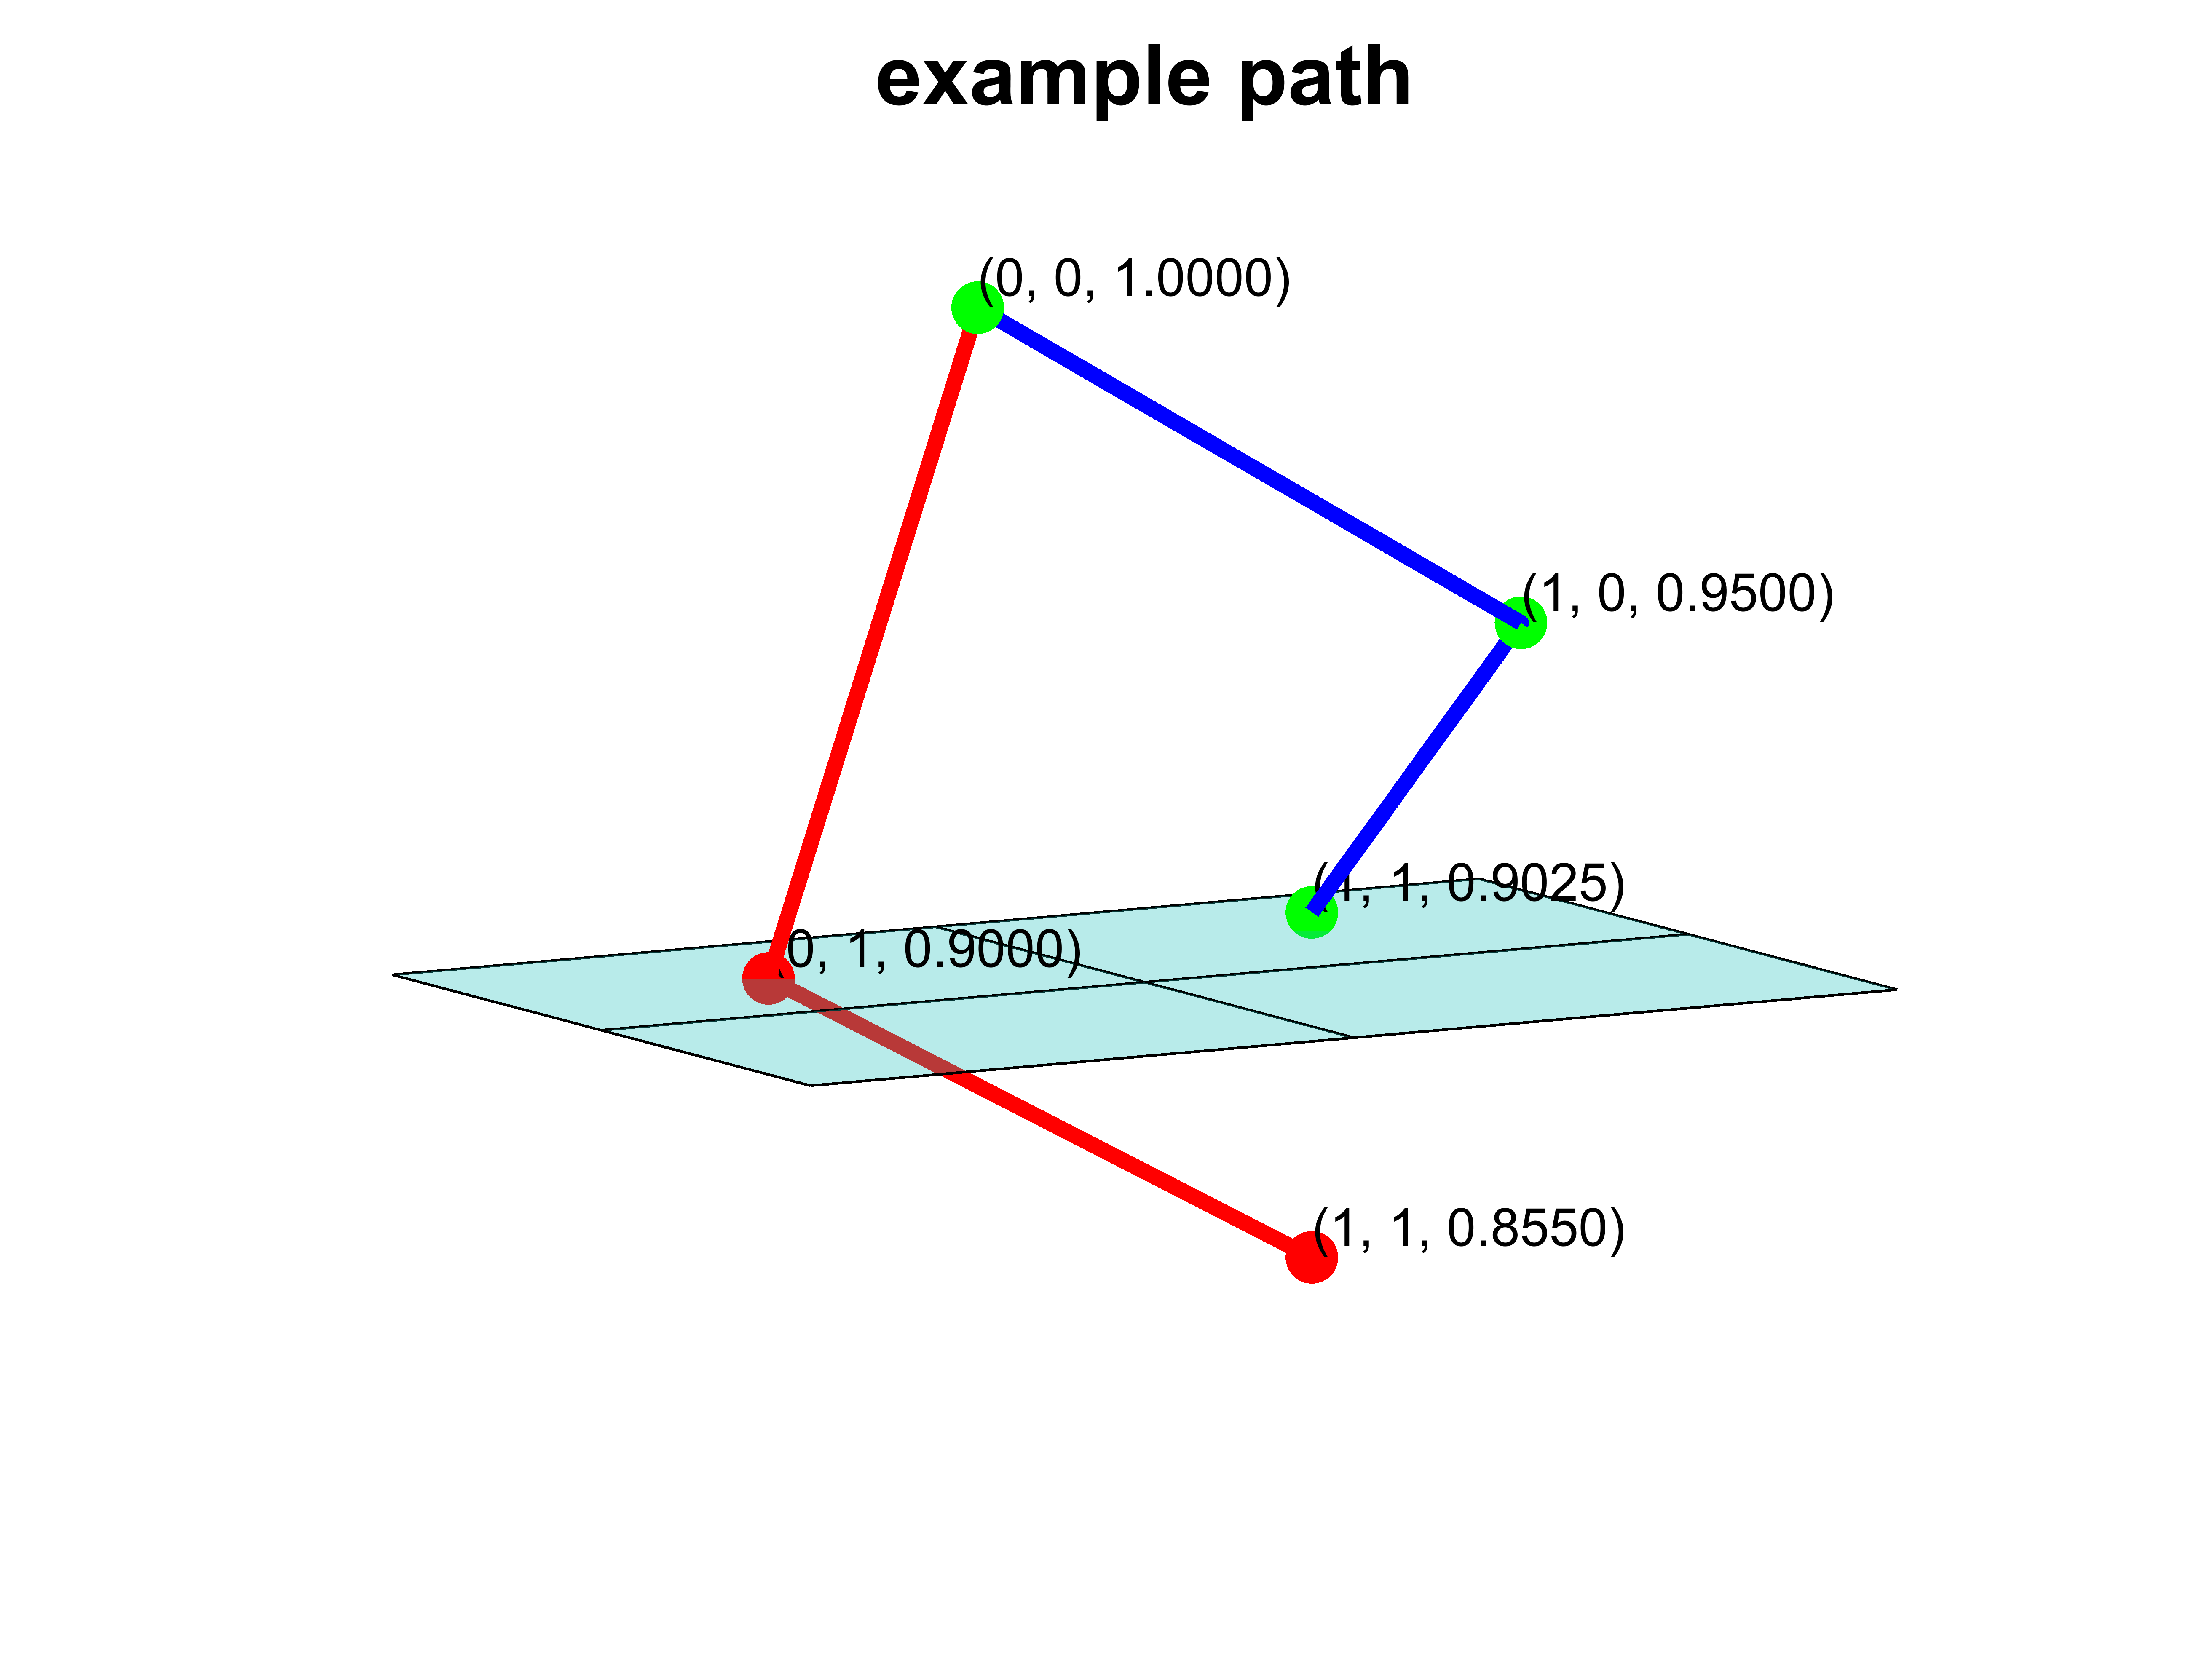 example path
(0, 0, 1.0000)
(1, 0, 0.9500)
(1, 1, 0.9025)
(0, 1, 0.9000)
(1, 1, 0.8550)